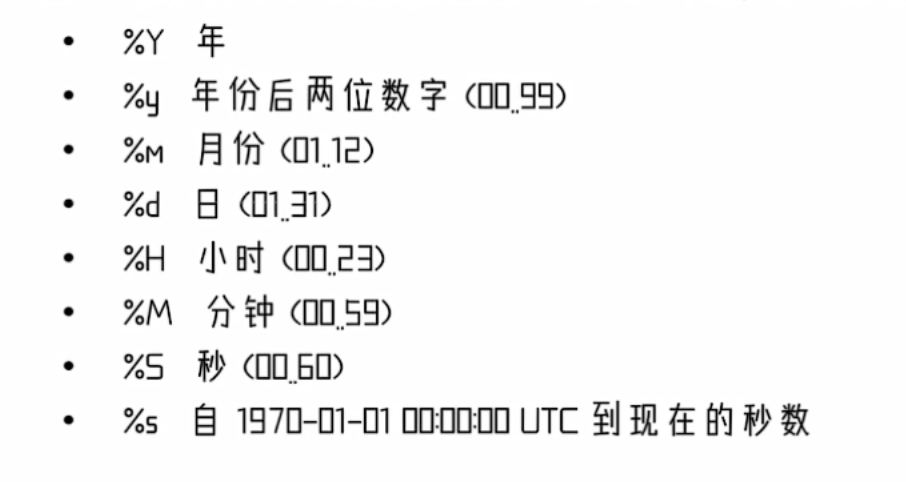 • %Y 年
• %y 年份后两位数字 (00..99)
• %m 月份 (01..12)
• %d 日 (01..31)
• %H 小时 (00..23)
• %M 分钟 (00..59)
• %S 秒 (00..60)
• %s 自 1970-01-01 00:00:00 UTC 到现在的秒数